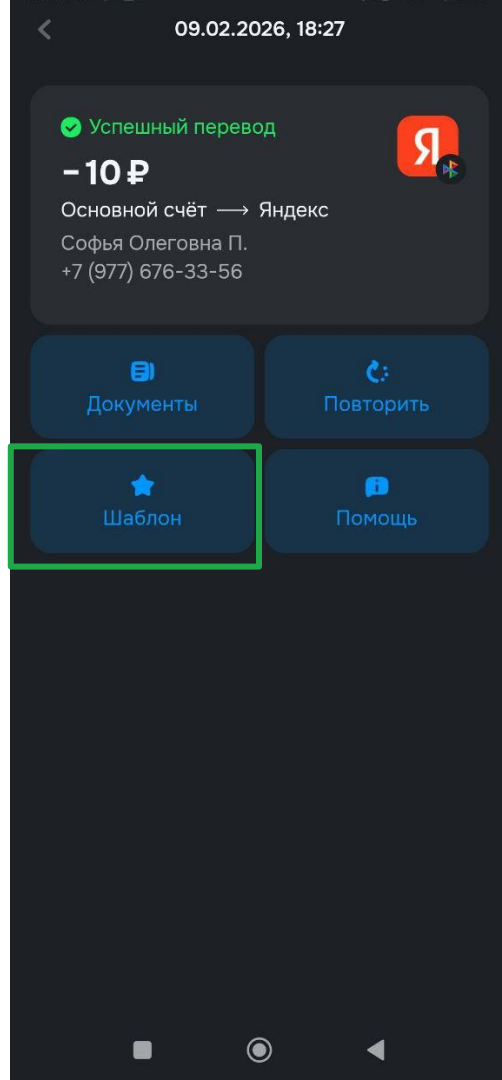 09.02.2026, 18:27
Успешный перевод
–10 ₽
Основной счёт → Яндекс
Я
Софья Олеговна П.
+7 (977) 676-33-56
Документы
Повторить
Шаблон
Помощь